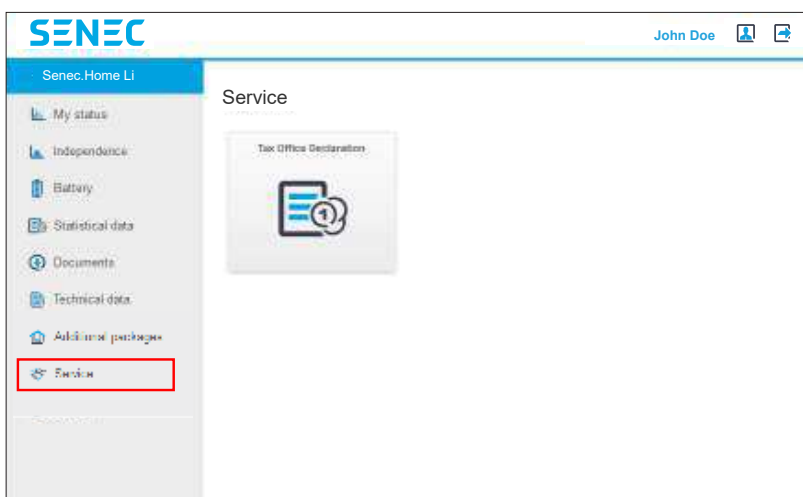 SENEC
John Doe
Senec.Home Li
My status
Independence
Battery
Statistical data
Documents
Technical data
Additional packages
Service
Service
Tax Office Declaration
1